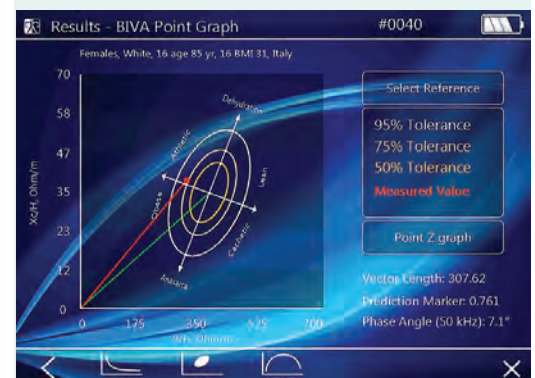 Results - BIVA Point Graph
#0040
Females, White, 16 age 85 yr, 16 BMI 31, Italy
70
58
47
35
23
12
0
Xc/H, Ohm/m
0
175
350
525
700
R/H, Ohm/m
Dehydration
Athletic
Lean
Obese
Cachetic
Anasarca
Select Reference
95% Tolerance
75% Tolerance
50% Tolerance
Measured Value
Point Z graph
Vector Length: 307.62
Prediction Marker: 0.761
Phase Angle (50 kHz): 7.1°